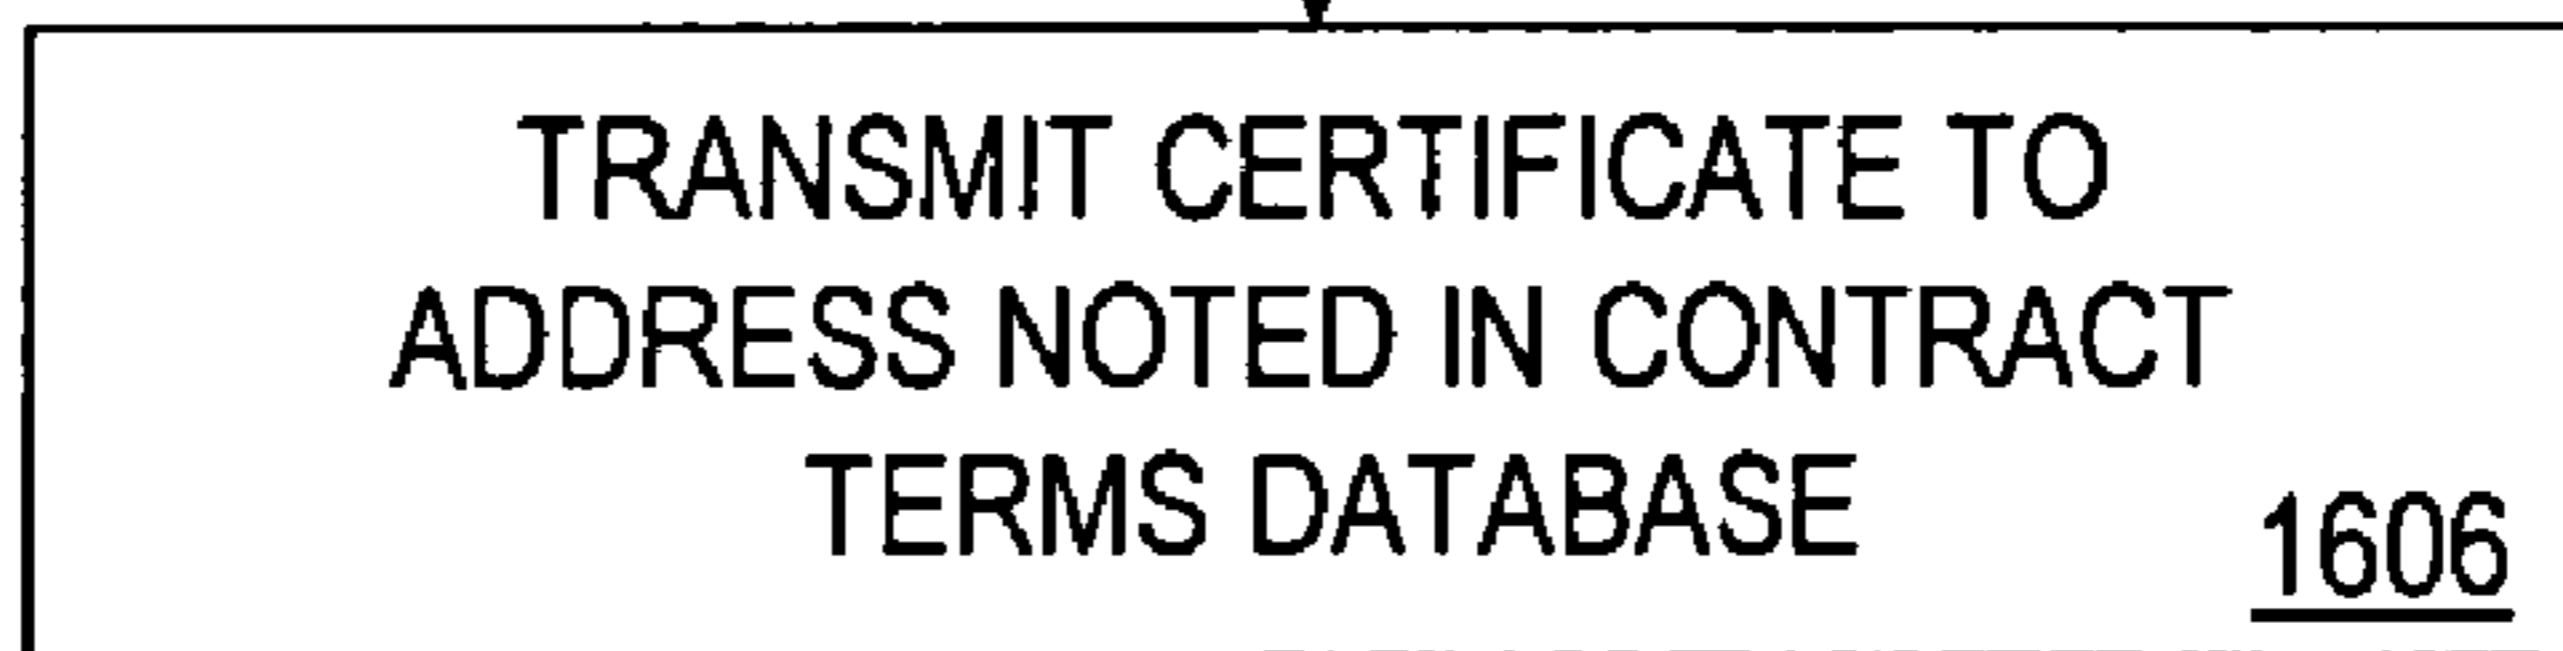 TRANSMIT CERTIFICATE TO
ADDRESS NOTED IN CONTRACT
TERMS DATABASE
1606